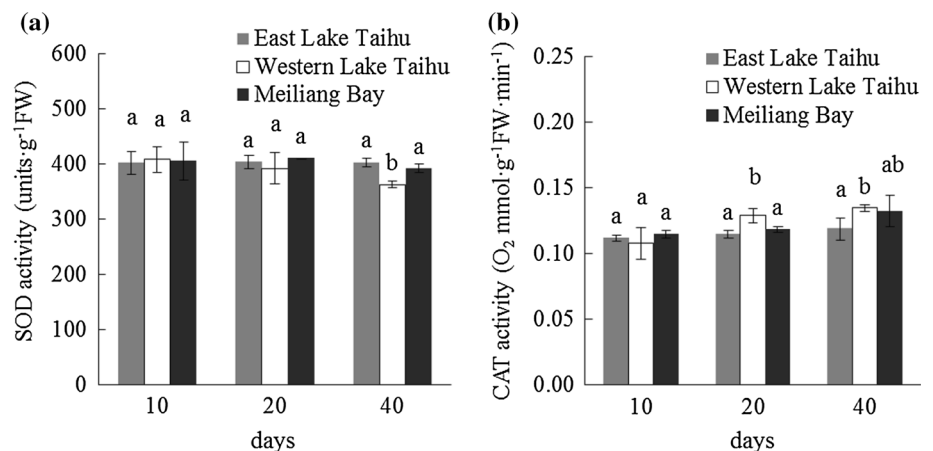 (a)
East Lake Taihu
Western Lake Taihu
Meiliang Bay
SOD activity (units·g⁻¹FW)
600
500
400
300
200
100
0
a a a
a a a
a b a
10 20 40
days
(b)
East Lake Taihu
Western Lake Taihu
Meiliang Bay
CAT activity (O₂ mmol·g⁻¹FW·min⁻¹)
0.25
0.20
0.15
0.10
0.05
0.00
a a a
a b a
a b ab
10 20 40
days